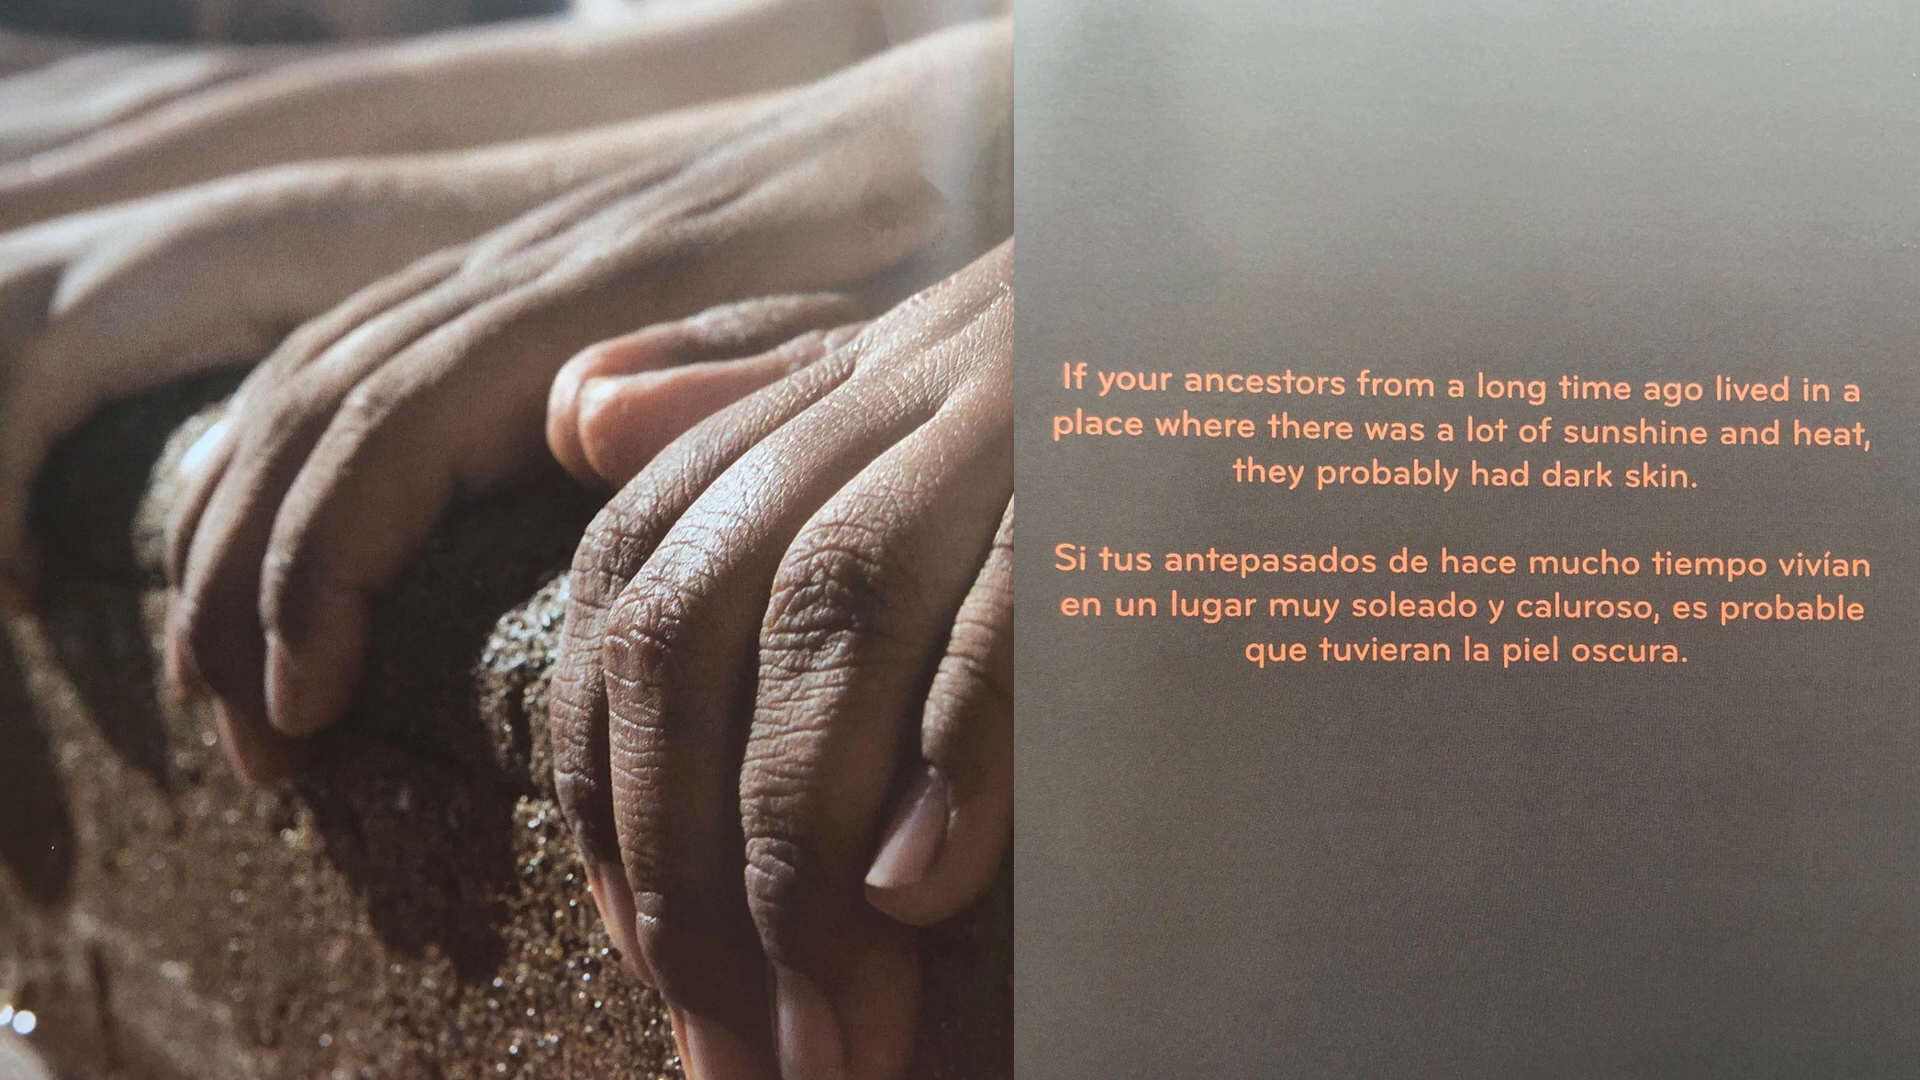 If your ancestors from a long time ago lived in a
place where there was a lot of sunshine and heat,
they probably had dark skin.
Si tus antepasados de hace mucho tiempo vivían
en un lugar muy soleado y caluroso, es probable
que tuvieran la piel oscura.